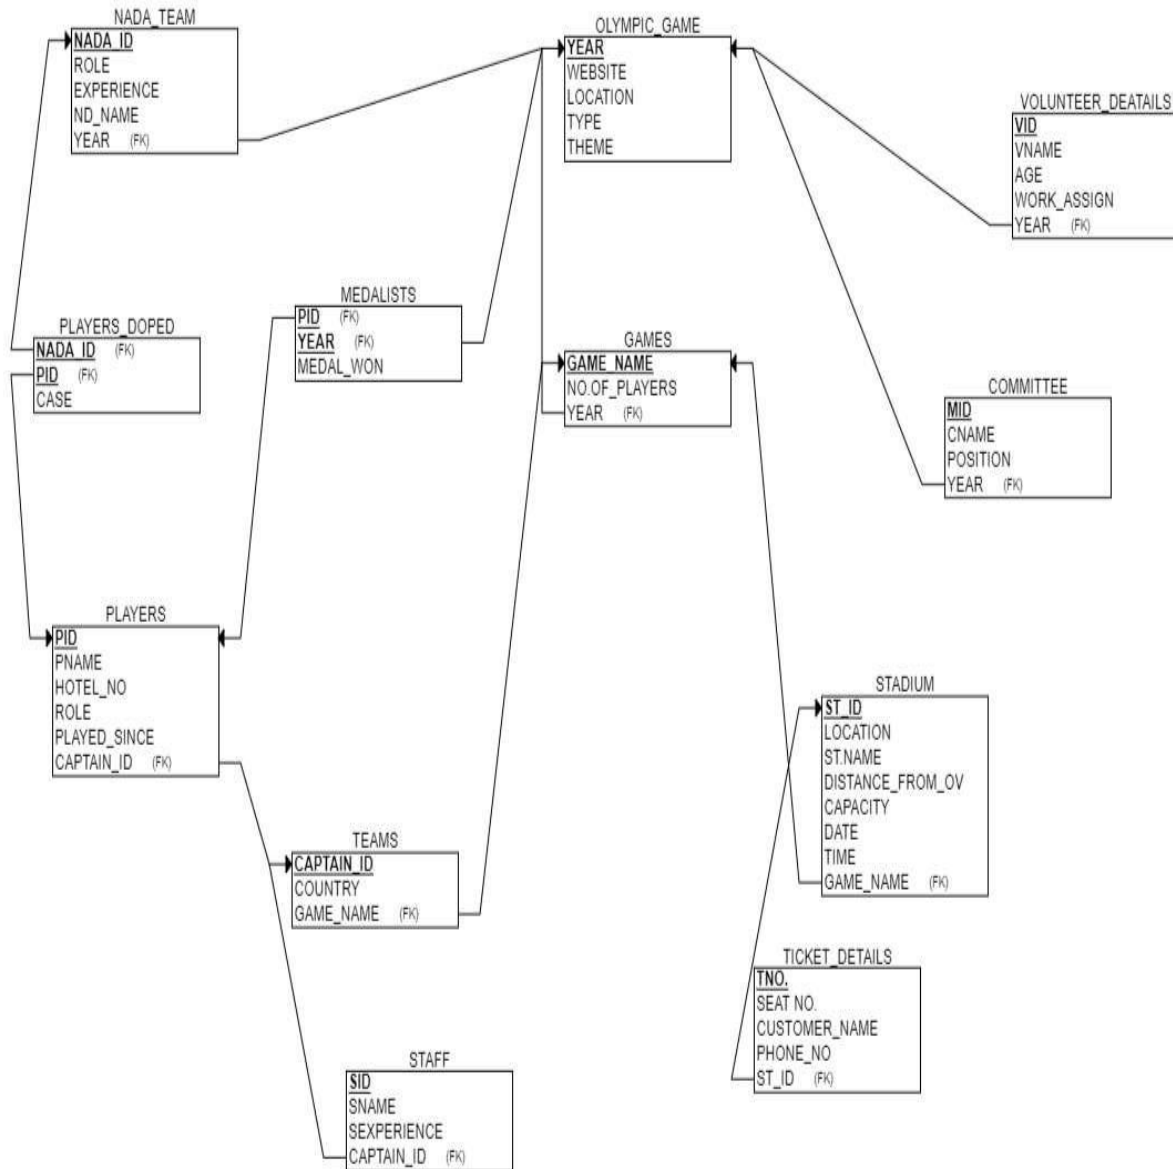 NADA_TEAM
NADA_ID
ROLE
EXPERIENCE
ND_NAME
YEAR (FK)
OLYMPIC_GAME
YEAR
WEBSITE
LOCATION
TYPE
THEME
VOLUNTEER_DEATAILS
VID
VNAME
AGE
WORK_ASSIGN
YEAR (FK)
PLAYERS_DOPED
NADA_ID (FK)
PID (FK)
CASE
MEDALISTS
PID (FK)
YEAR (FK)
MEDAL_WON
GAMES
GAME_NAME
NO.OF_PLAYERS
YEAR (FK)
COMMITTEE
MID
CNAME
POSITION
YEAR (FK)
PLAYERS
PID
PNAME
HOTEL_NO
ROLE
PLAYED_SINCE
CAPTAIN_ID (FK)
TEAMS
CAPTAIN_ID
COUNTRY
GAME_NAME (FK)
STADIUM
ST_ID
LOCATION
ST.NAME
DISTANCE_FROM_OV
CAPACITY
DATE
TIME
GAME_NAME (FK)
TICKET_DETAILS
TNO.
SEAT NO.
CUSTOMER_NAME
PHONE_NO
ST_ID (FK)
STAFF
SID
SNAME
SEXPERIENCE
CAPTAIN_ID (FK)